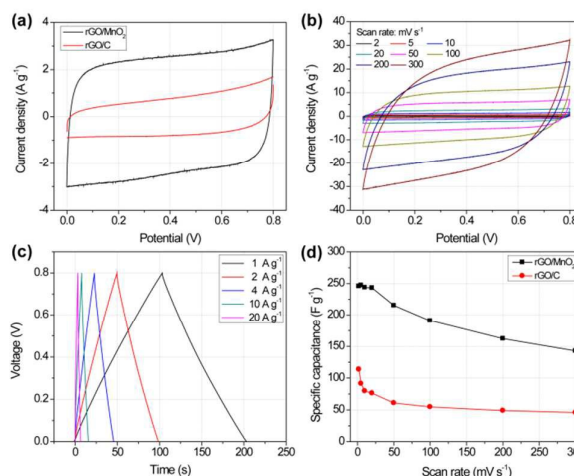 (a)
rGO/MnO₂
rGO/C
Current density (A g⁻¹)
4
2
0
-2
-4
0.0 0.2 0.4 0.6 0.8
Potential (V)
(b)
Scan rate: mV s⁻¹
2 5 10
20 50 100
200 300
Current density (A g⁻¹)
40
30
20
10
0
-10
-20
-30
-40
0.0 0.2 0.4 0.6 0.8
Potential (V)
(c)
1 A g⁻¹
2 A g⁻¹
4 A g⁻¹
10 A g⁻¹
20 A g⁻¹
Voltage (V)
1.2
0.8
0.4
0.0
0 50 100 150 200 250
Time (s)
(d)
rGO/MnO₂
rGO/C
Specific capacitance (F g⁻¹)
350
300
250
200
150
100
50
0
0 100 200 300
Scan rate (mV s⁻¹)